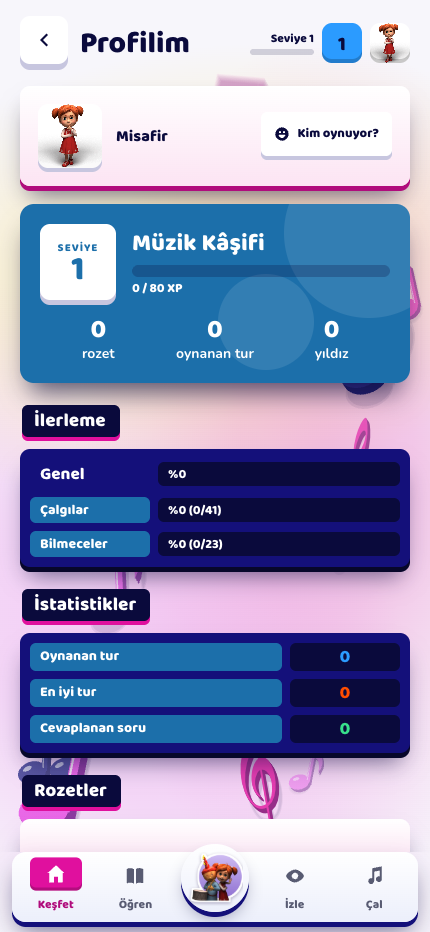 Profilim
Seviye 1
1
Misafir
Kim oynuyor?
SEVİYE
1
Müzik Kâşifi
0 / 80 XP
0
rozet
0
oynanan tur
0
yıldız
İlerleme
Genel
%0
Çalgılar
%0 (0/41)
Bilmeceler
%0 (0/23)
İstatistikler
Oynanan tur
0
En iyi tur
0
Cevaplanan soru
0
Rozetler
Keşfet
Öğren
İzle
Çal